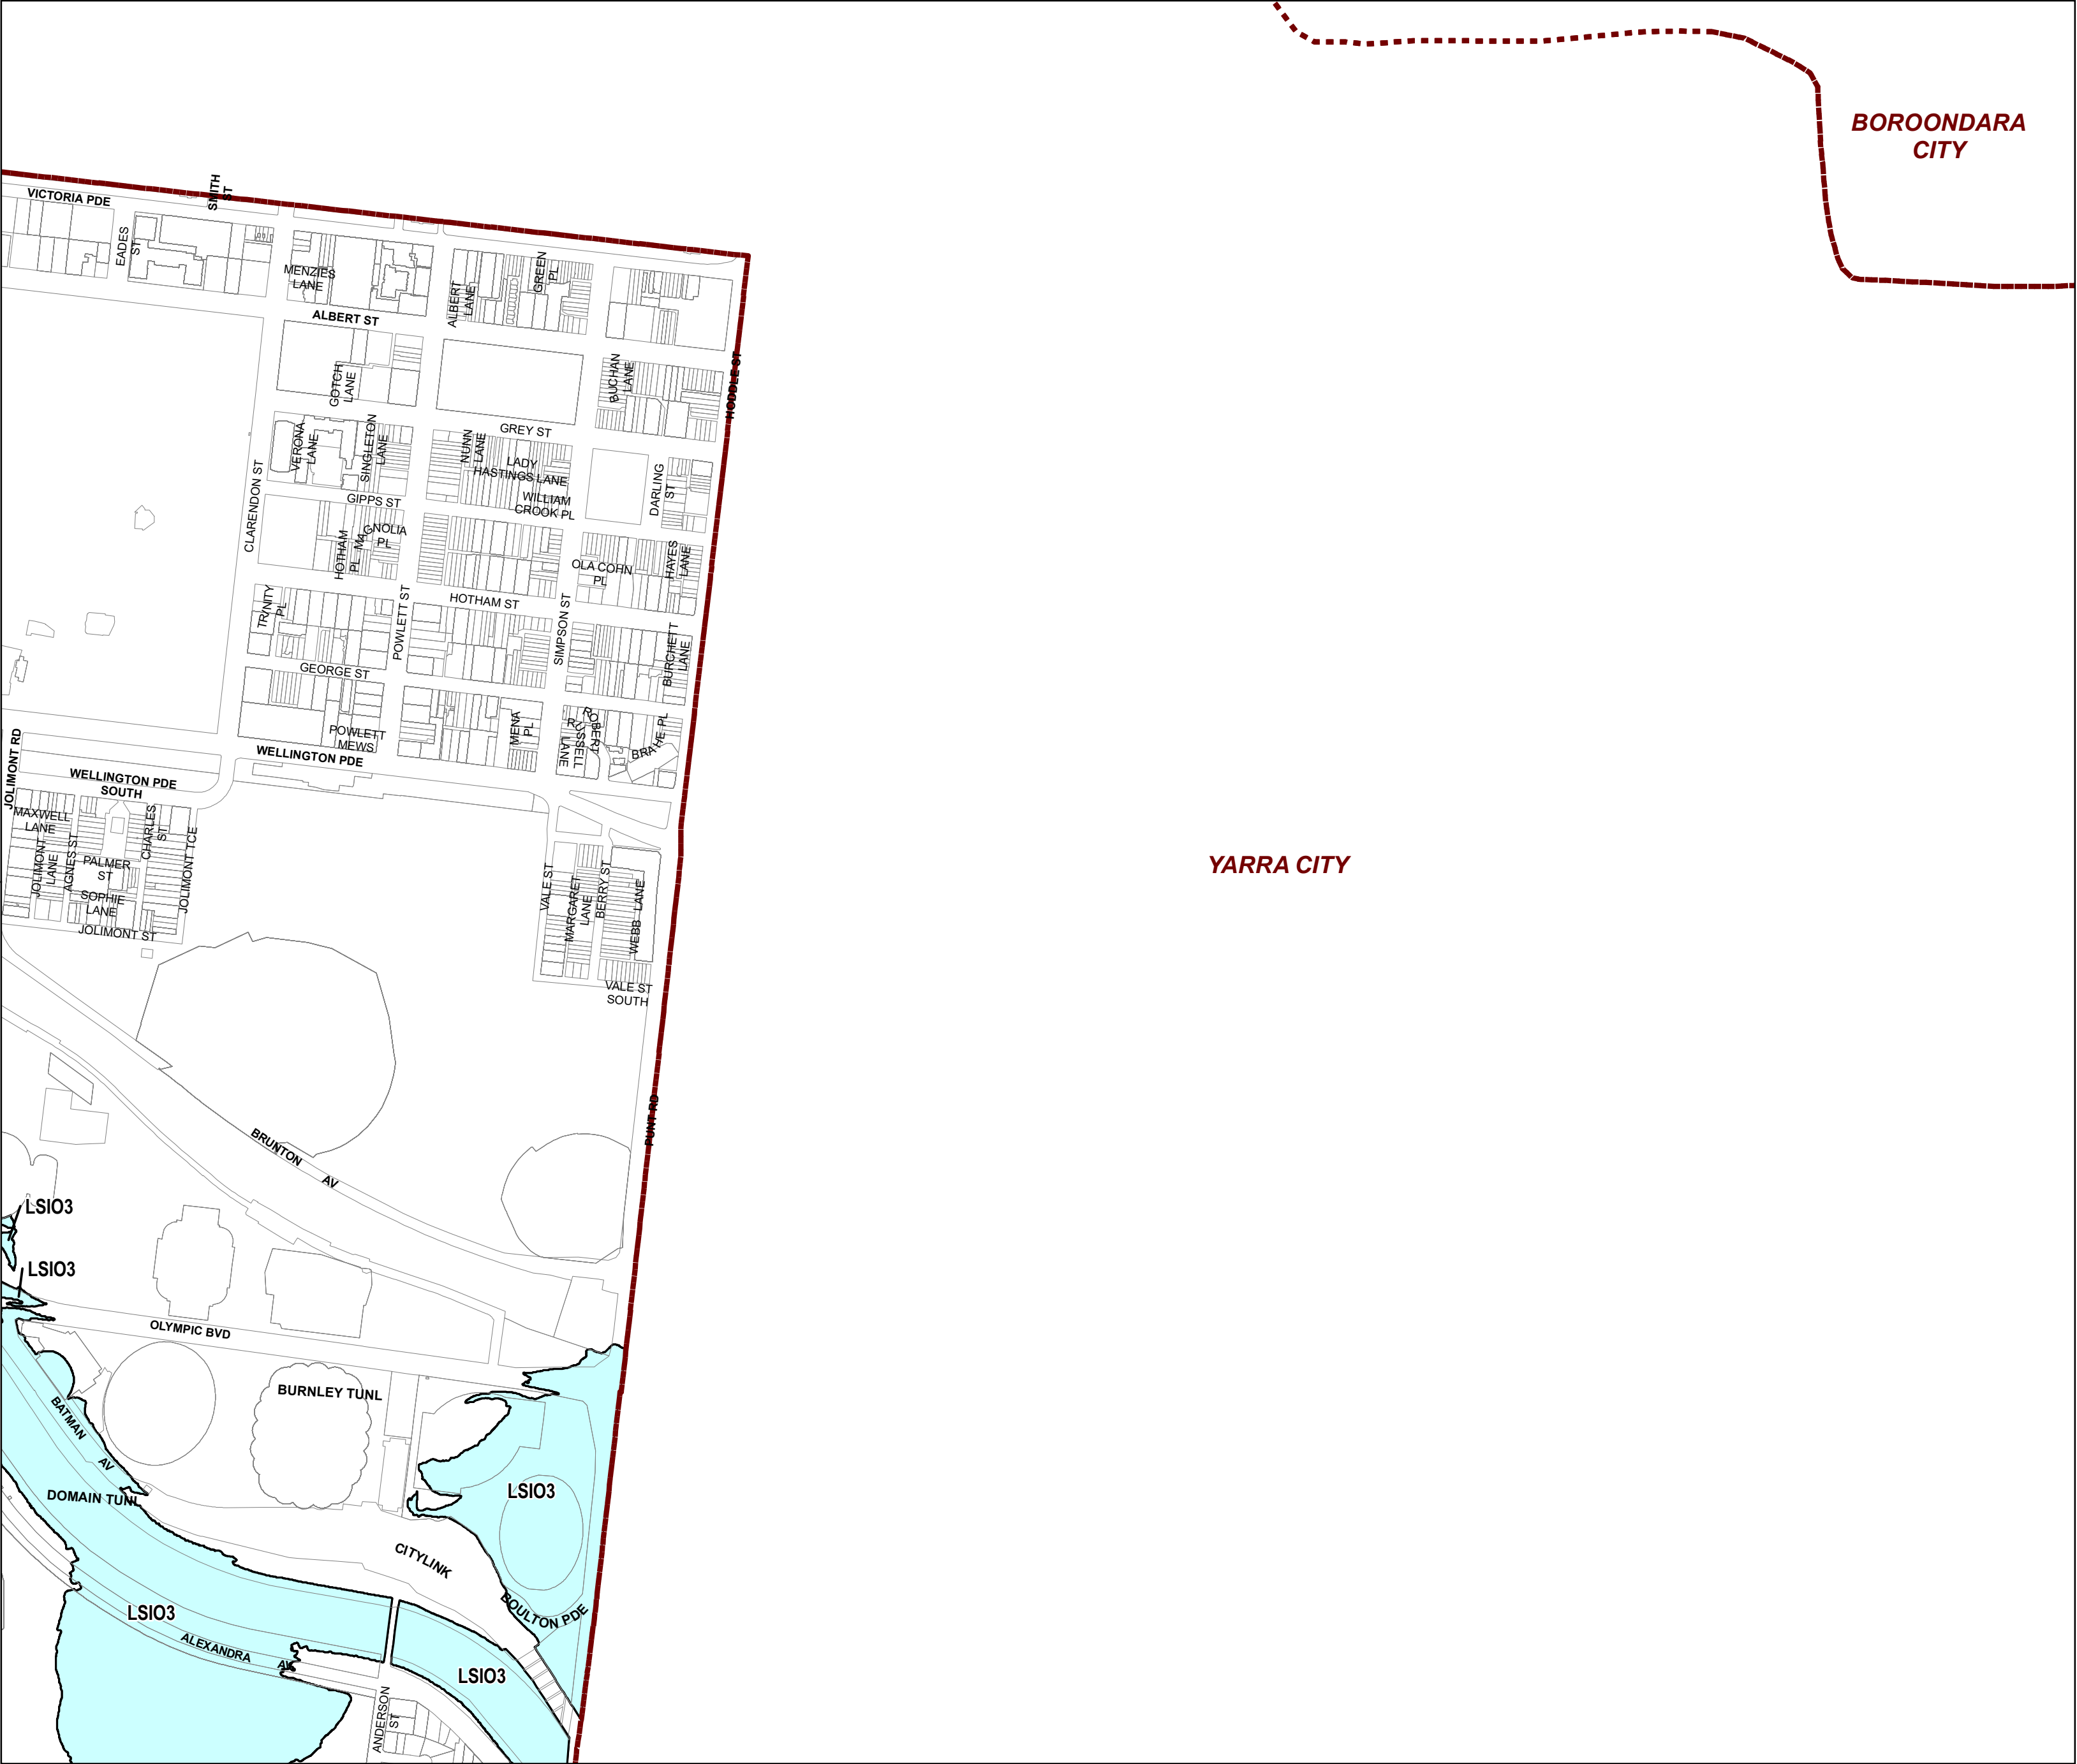 BOROONDARA
CITY
SMITH
ST
VICTORIA PDE
EADES
ST
MENZIES
LANE
ALBERT
LANE
GREEN
PL
ALBERT ST
GOTCH
LANE
BUCHAN
LANE
HODDLE ST
GREY ST
VERONA
LANE
SINGLETON
LANE
NUNN
LANE
LADY
HASTINGS LANE
WILLIAM
CROOK PL
DARLING
ST
CLARENDON ST
GIPPS ST
HOTHAM
PL
MAGNOLIA
PL
OLA COHN
PL
HAYES
LANE
TRINITY
PL
POWLETT ST
HOTHAM ST
SIMPSON ST
BURCHETT
LANE
GEORGE ST
POWLETT
MEWS
MENA
PL
RUSSELL
LANE
ROBERT
BRAHE PL
JOLIMONT RD
WELLINGTON PDE
WELLINGTON PDE
SOUTH
MAXWELL
LANE
JOLIMONT
LANE
AGNES ST
PALMER
ST
CHARLES
ST
JOLIMONT TCE
SOPHIE
LANE
JOLIMONT ST
VALE ST
MARGARET
LANE
BERRY ST
WEBB LANE
VALE ST
SOUTH
YARRA CITY
PUNT RD
BRUNTON AV
LSIO3
LSIO3
OLYMPIC BVD
BURNLEY TUNL
BATMAN AV
DOMAIN TUNL
LSIO3
CITYLINK
BOULTON PDE
LSIO3
ALEXANDRA AV
LSIO3
ANDERSON
ST